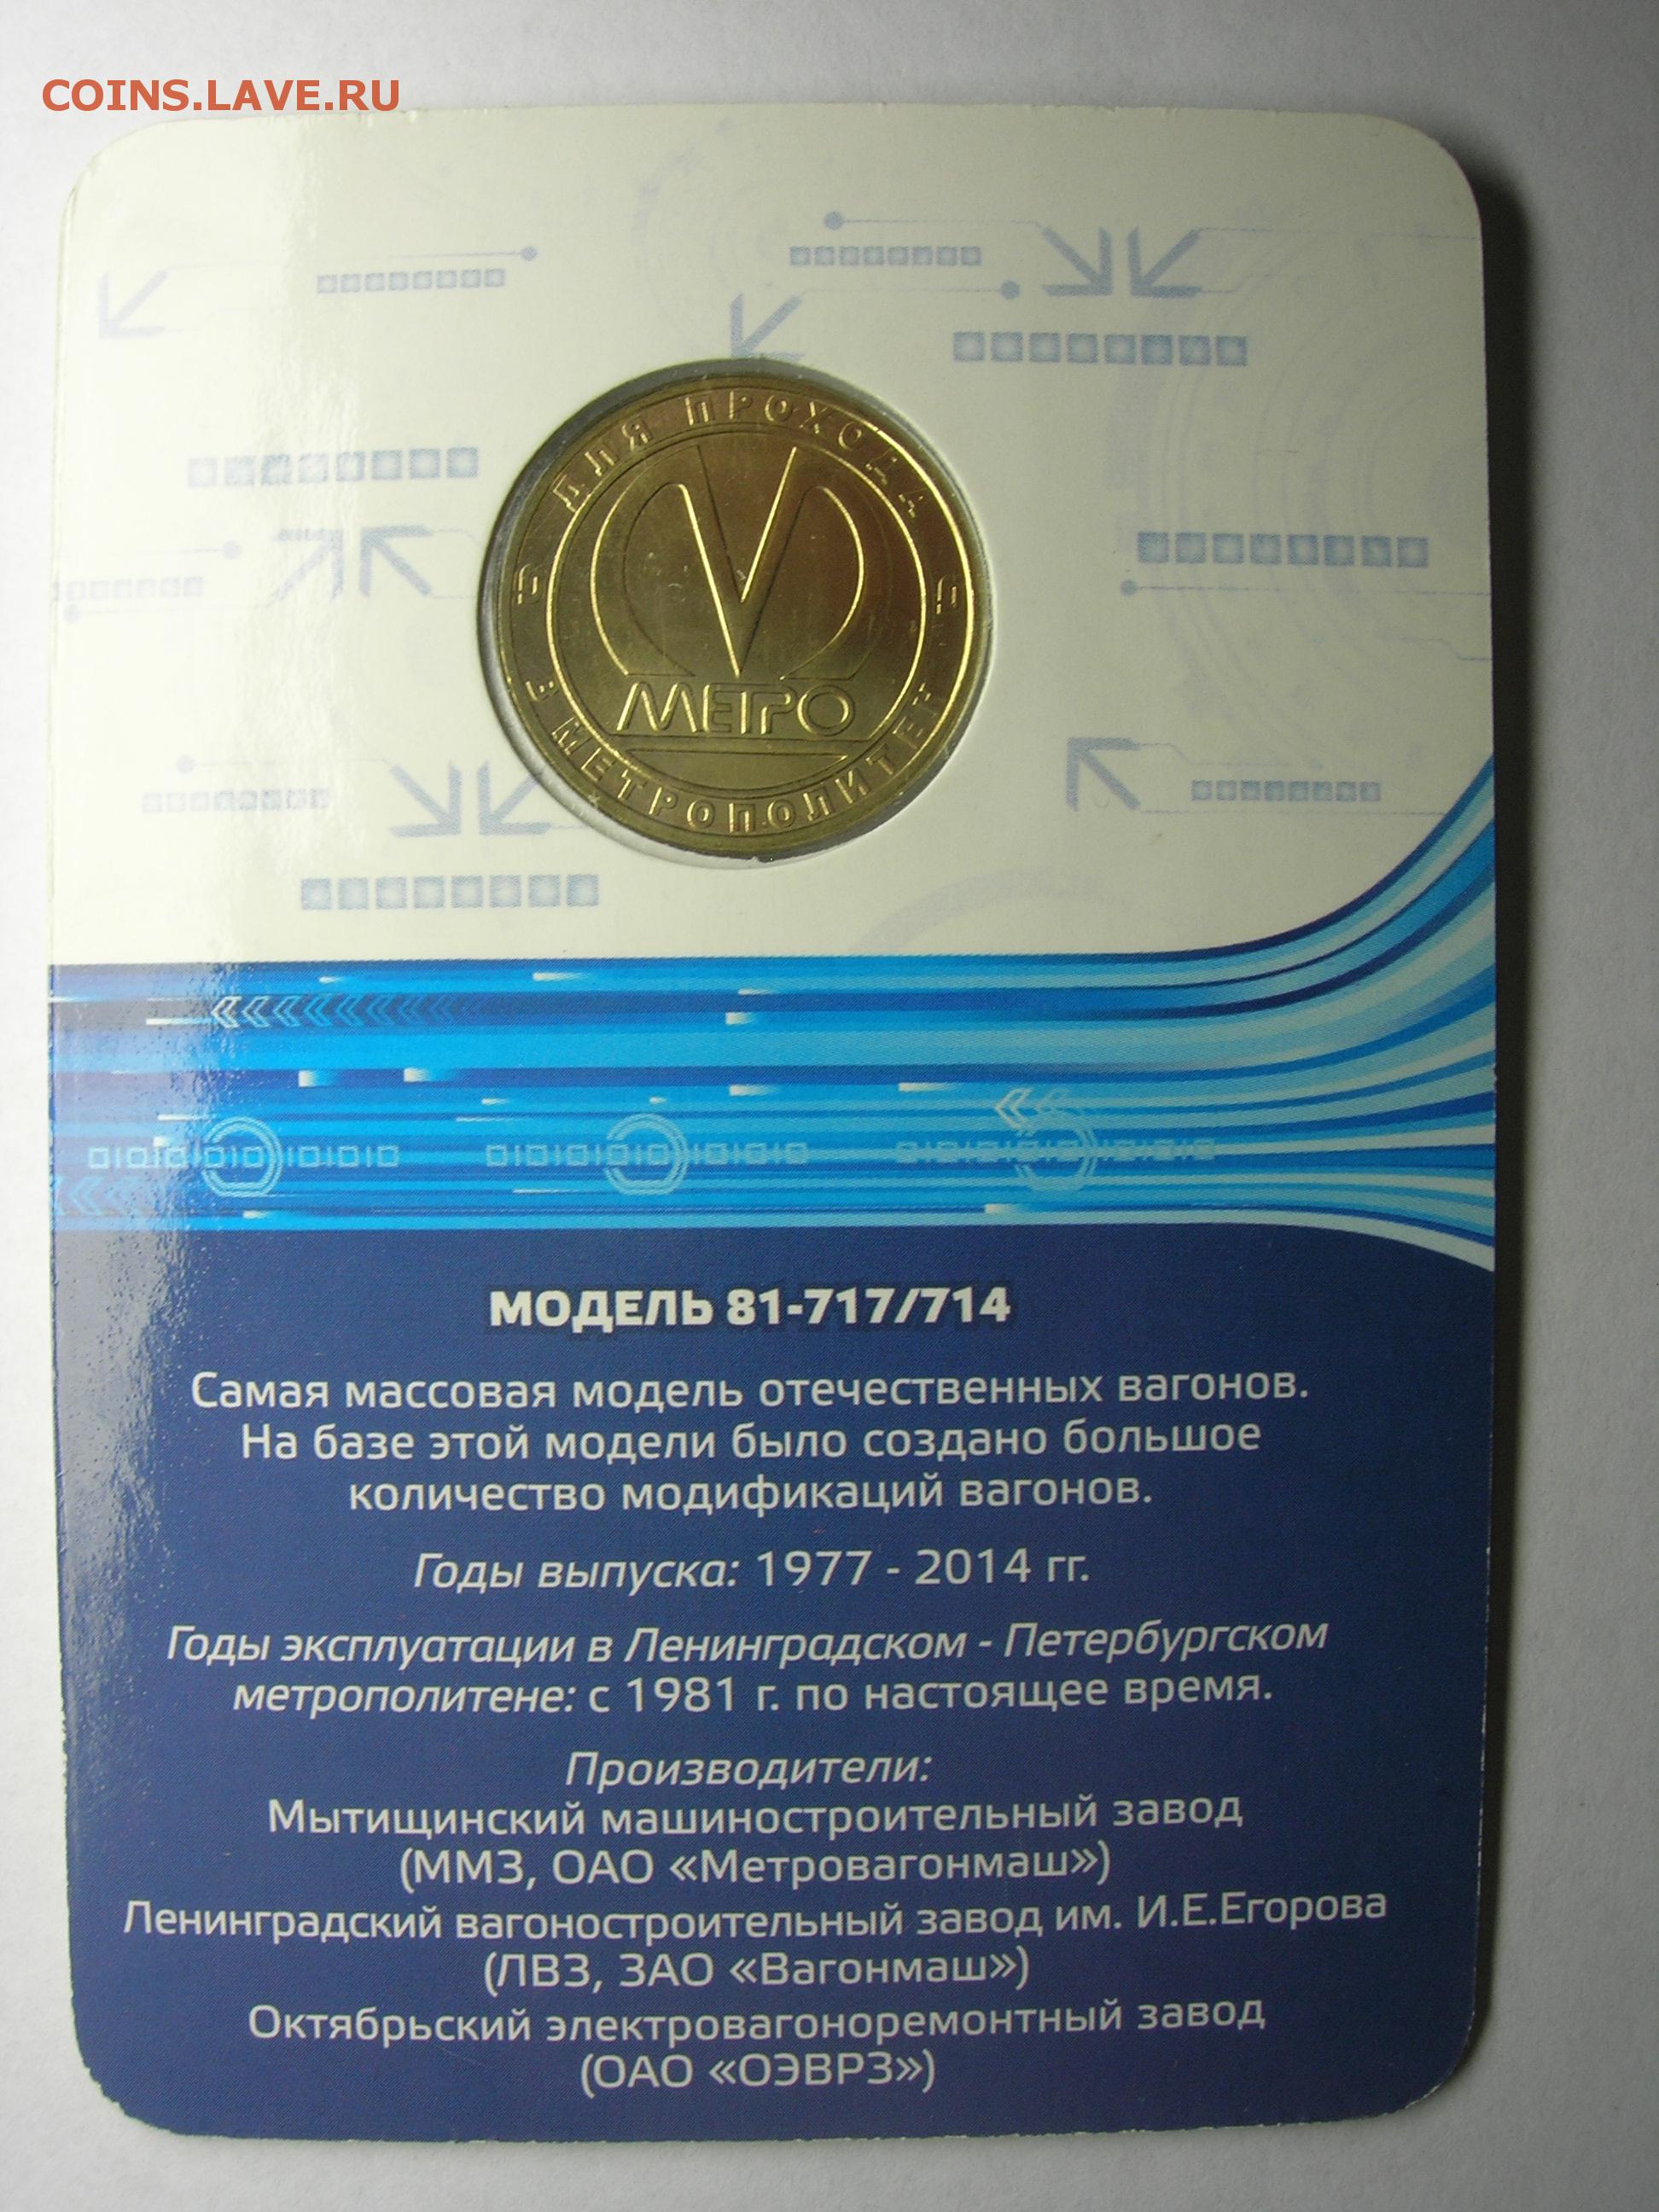 COINS.LAVE.RU
ДЛЯ ПРОХОДА
В МЕТРОПОЛИТЕН
МЕТРО
МОДЕЛЬ 81-717/714
Самая массовая модель отечественных вагонов.
На базе этой модели было создано большое
количество модификаций вагонов.
Годы выпуска: 1977 - 2014 гг.
Годы эксплуатации в Ленинградском - Петербургском
метрополитене: с 1981 г. по настоящее время.
Производители:
Мытищинский машиностроительный завод
(ММЗ, ОАО «Метровагонмаш»)
Ленинградский вагоностроительный завод им. И.Е.Егорова
(ЛВЗ, ЗАО «Вагонмаш»)
Октябрьский электровагоноремонтный завод
(ОАО «ОЭВРЗ»)